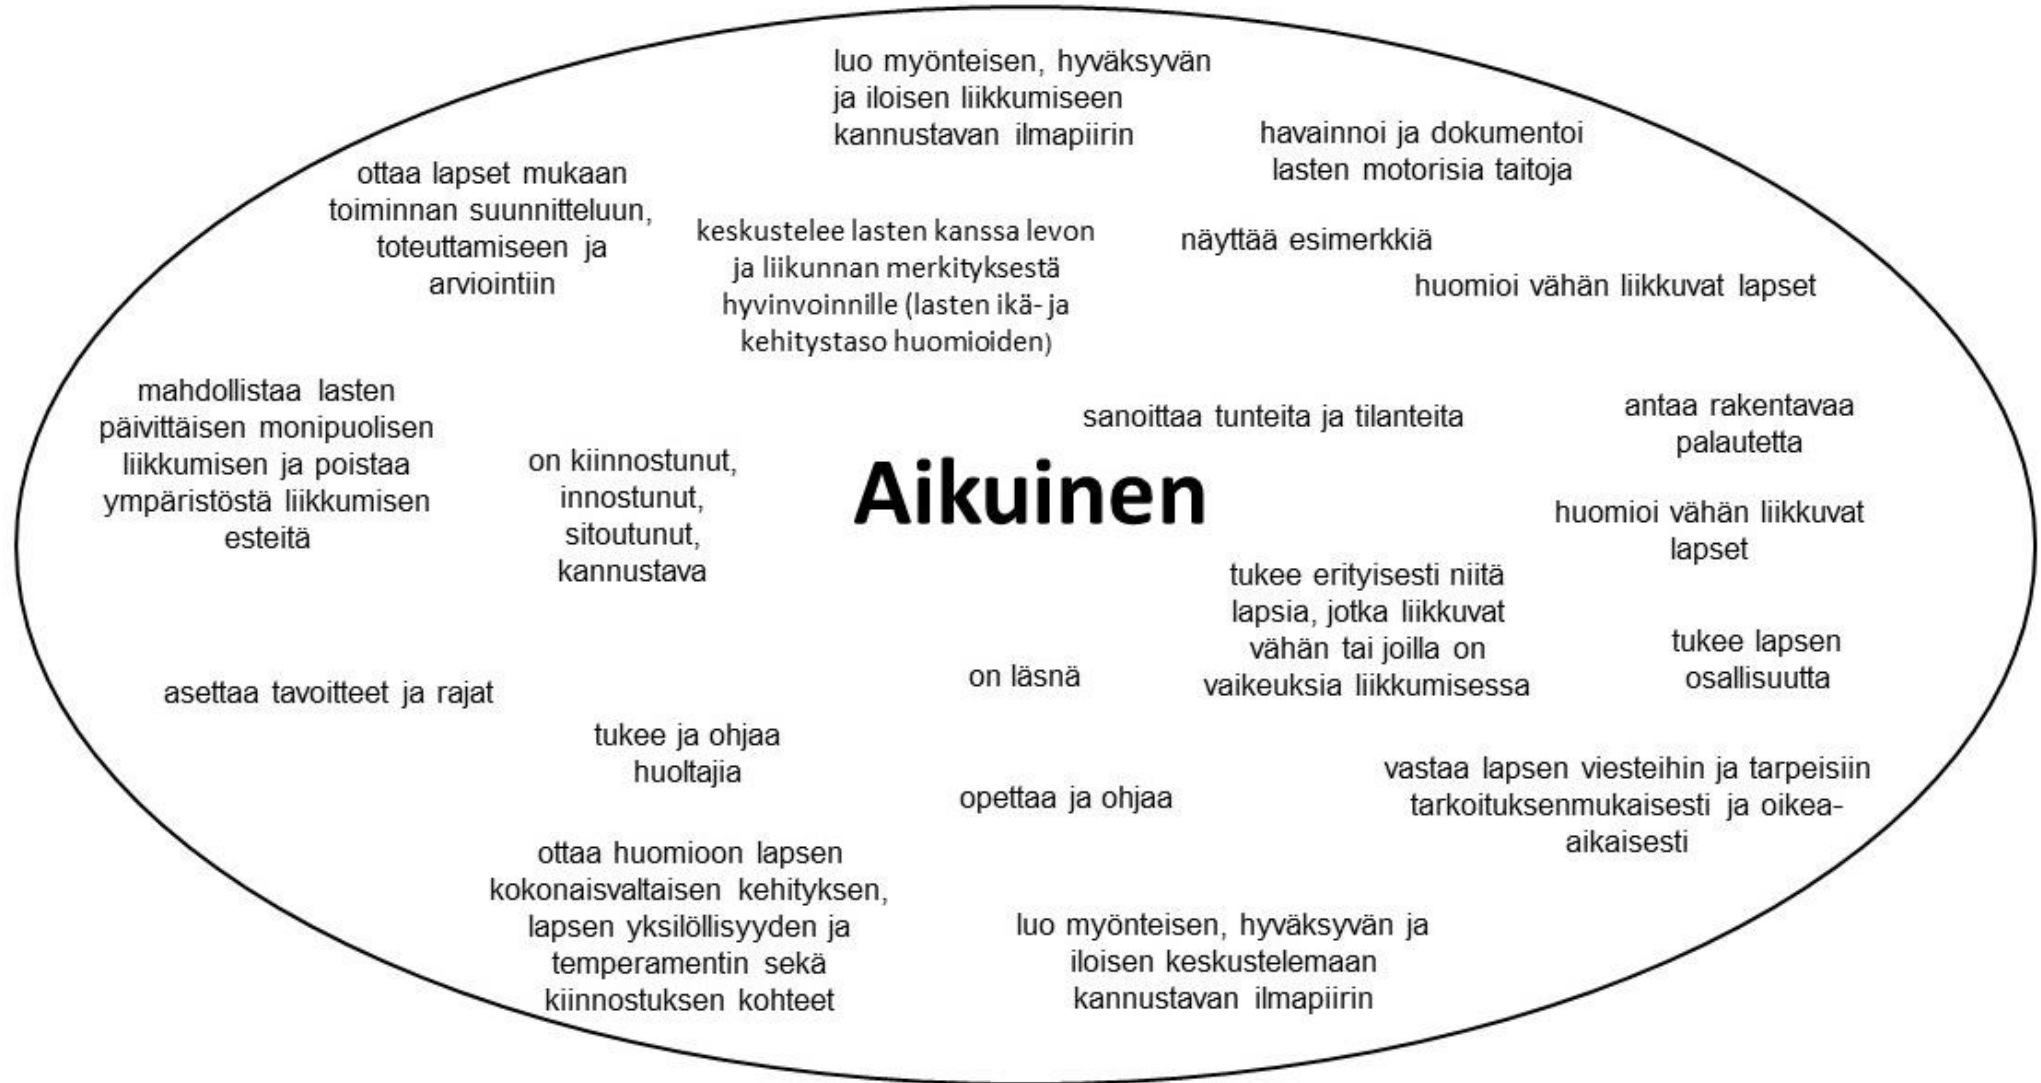 luo myönteisen, hyväksyvän
ja iloisen liikkumiseen
kannustavan ilmapiirin
havainnoi ja dokumentoi
lasten motorisia taitoja
ottaa lapset mukaan
toiminnan suunnitteluun,
toteuttamiseen ja
arviointiin
keskustelee lasten kanssa levon
ja liikunnan merkityksestä
hyvinvoinnille (lasten ikä- ja
kehitystaso huomioiden)
näyttää esimerkkiä
huomioi vähän liikkuvat lapset
mahdollistaa lasten
päivittäisen monipuolisen
liikkumisen ja poistaa
ympäristöstä liikkumisen
esteitä
on kiinnostunut,
innostunut,
sitoutunut,
kannustava
sanoittaa tunteita ja tilanteita
antaa rakentavaa
palautetta
Aikuinen
huomioi vähän liikkuvat
lapset
tukee erityisesti niitä
lapsia, jotka liikkuvat
vähän tai joilla on
vaikeuksia liikkumisessa
tukee lapsen
osallisuutta
on läsnä
asettaa tavoitteet ja rajat
tukee ja ohjaa
huoltajia
opettaa ja ohjaa
vastaa lapsen viesteihin ja tarpeisiin
tarkoituksenmukaisesti ja oikea-
aikaisesti
ottaa huomioon lapsen
kokonaisvaltaisen kehityksen,
lapsen yksilöllisyyden ja
temperamentin sekä
kiinnostuksen kohteet
luo myönteisen, hyväksyvän ja
iloisen keskustelemaan
kannustavan ilmapiirin